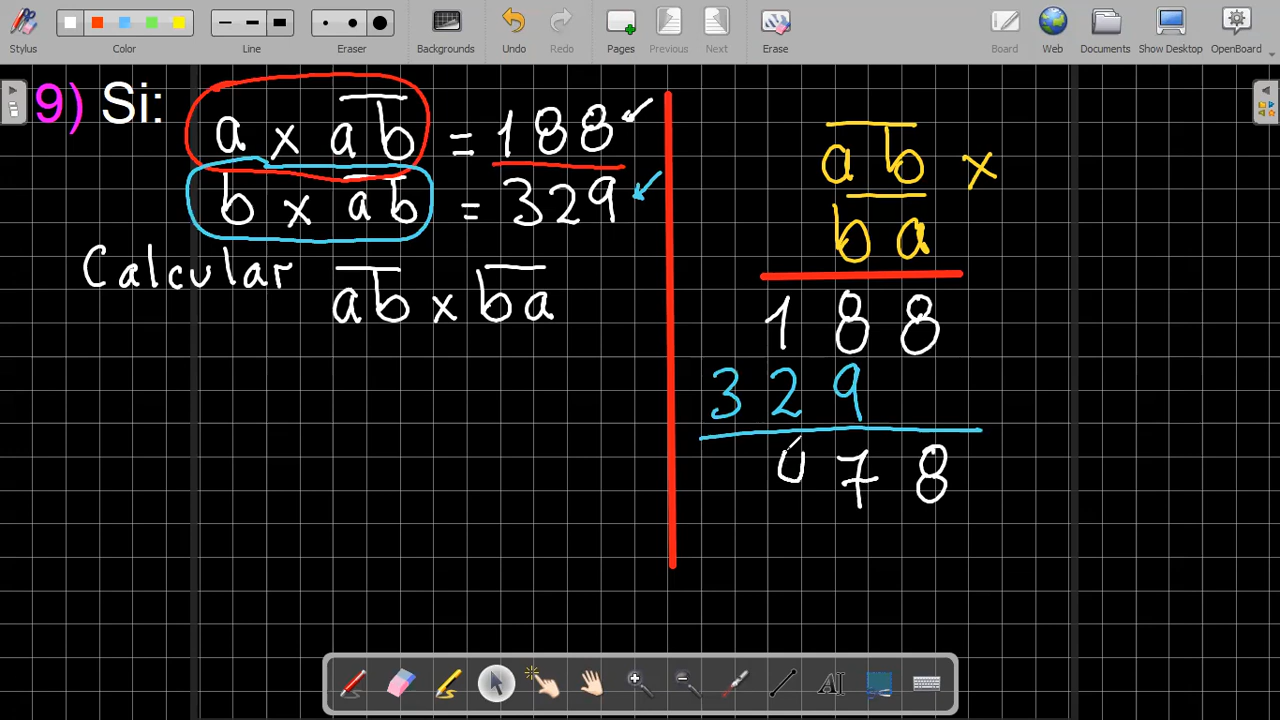 Stylus Color Line Eraser Backgrounds Undo Redo Pages Previous Next Erase Board Web Documents Show Desktop OpenBoard
9) Si:
a x ab = 188
b x ab = 329
Calcular ab x ba
ab x
ba
188
329
078